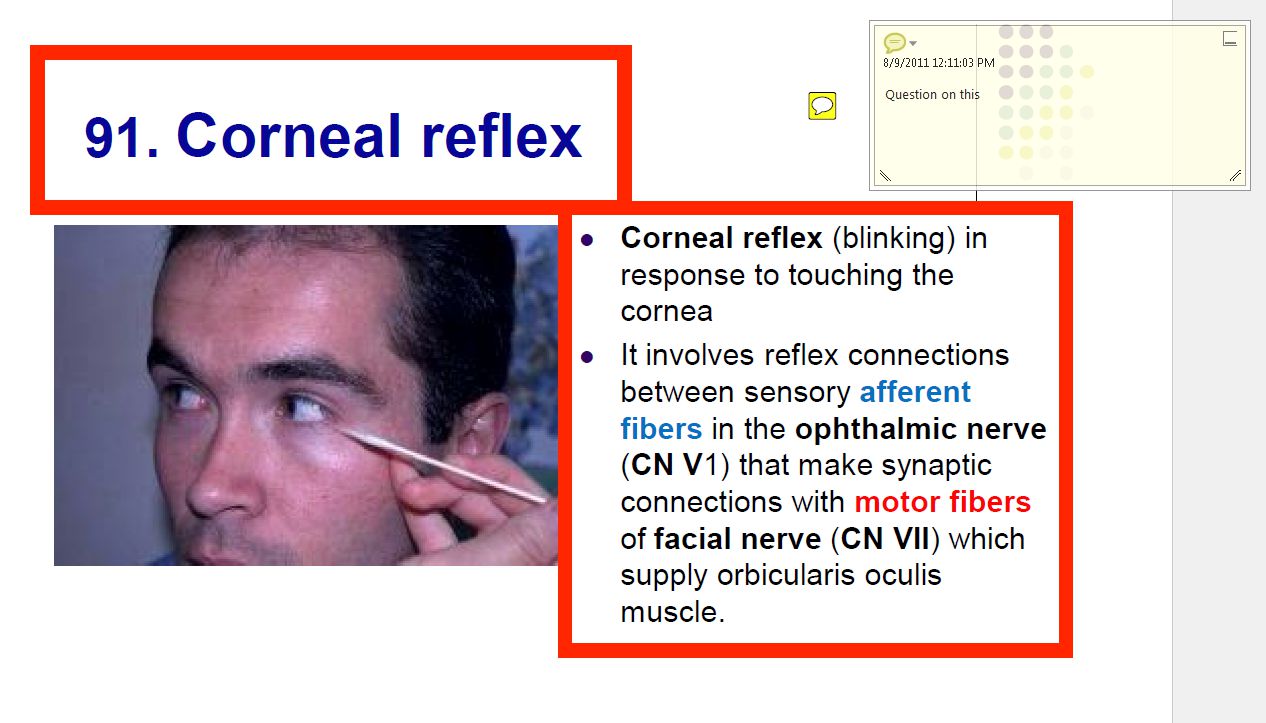 91. Corneal reflex
8/9/2011 12:11:03 PM
Question on this
● Corneal reflex (blinking) in
response to touching the
cornea
● It involves reflex connections
between sensory afferent
fibers in the ophthalmic nerve
(CN V1) that make synaptic
connections with motor fibers
of facial nerve (CN VII) which
supply orbicularis oculis
muscle.